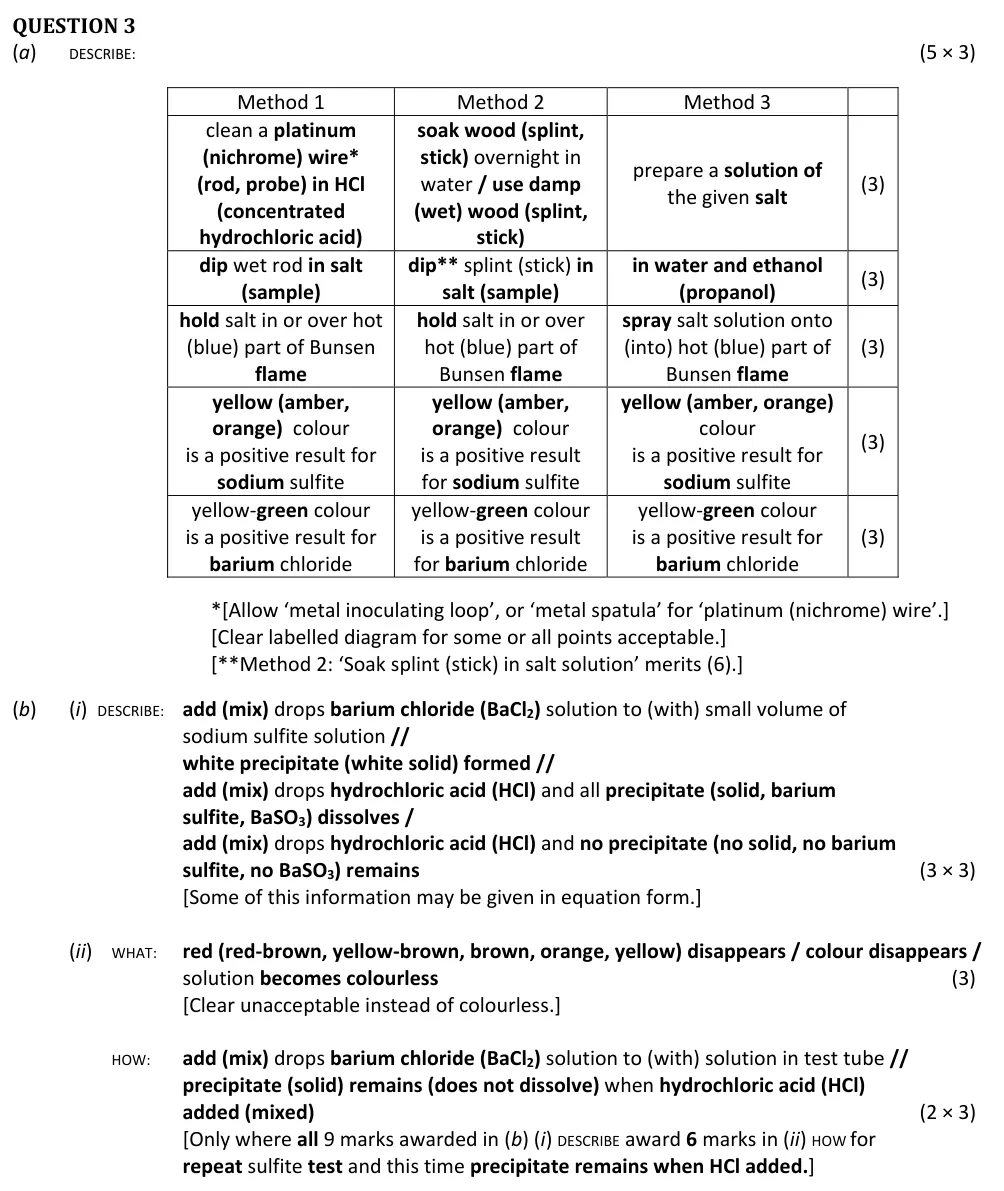 QUESTION 3
(a) DESCRIBE: (5 × 3)
Method 1 Method 2 Method 3
clean a platinum
(nichrome) wire*
(rod, probe) in HCl
(concentrated
hydrochloric acid)
soak wood (splint,
stick) overnight in
water / use damp
(wet) wood (splint,
stick)
prepare a solution of
the given salt
(3)
dip wet rod in salt
(sample)
dip** splint (stick) in
salt (sample)
in water and ethanol
(propanol)
(3)
hold salt in or over hot
(blue) part of Bunsen
flame
hold salt in or over
hot (blue) part of
Bunsen flame
spray salt solution onto
(into) hot (blue) part of
Bunsen flame
(3)
yellow (amber,
orange) colour
is a positive result for
sodium sulfite
yellow (amber,
orange) colour
is a positive result
for sodium sulfite
yellow (amber, orange)
colour
is a positive result for
sodium sulfite
(3)
yellow-green colour
is a positive result for
barium chloride
yellow-green colour
is a positive result
for barium chloride
yellow-green colour
is a positive result for
barium chloride
(3)
*[Allow ‘metal inoculating loop’, or ‘metal spatula’ for ‘platinum (nichrome) wire’.]
[Clear labelled diagram for some or all points acceptable.]
[**Method 2: ‘Soak splint (stick) in salt solution’ merits (6).]
(b) (i) DESCRIBE: add (mix) drops barium chloride (BaCl₂) solution to (with) small volume of
sodium sulfite solution //
white precipitate (white solid) formed //
add (mix) drops hydrochloric acid (HCl) and all precipitate (solid, barium
sulfite, BaSO₃) dissolves /
add (mix) drops hydrochloric acid (HCl) and no precipitate (no solid, no barium
sulfite, no BaSO₃) remains (3 × 3)
[Some of this information may be given in equation form.]
(ii) WHAT: red (red-brown, yellow-brown, brown, orange, yellow) disappears / colour disappears /
solution becomes colourless (3)
[Clear unacceptable instead of colourless.]
HOW: add (mix) drops barium chloride (BaCl₂) solution to (with) solution in test tube //
precipitate (solid) remains (does not dissolve) when hydrochloric acid (HCl)
added (mixed) (2 × 3)
[Only where all 9 marks awarded in (b) (i) DESCRIBE award 6 marks in (ii) HOW for
repeat sulfite test and this time precipitate remains when HCl added.]